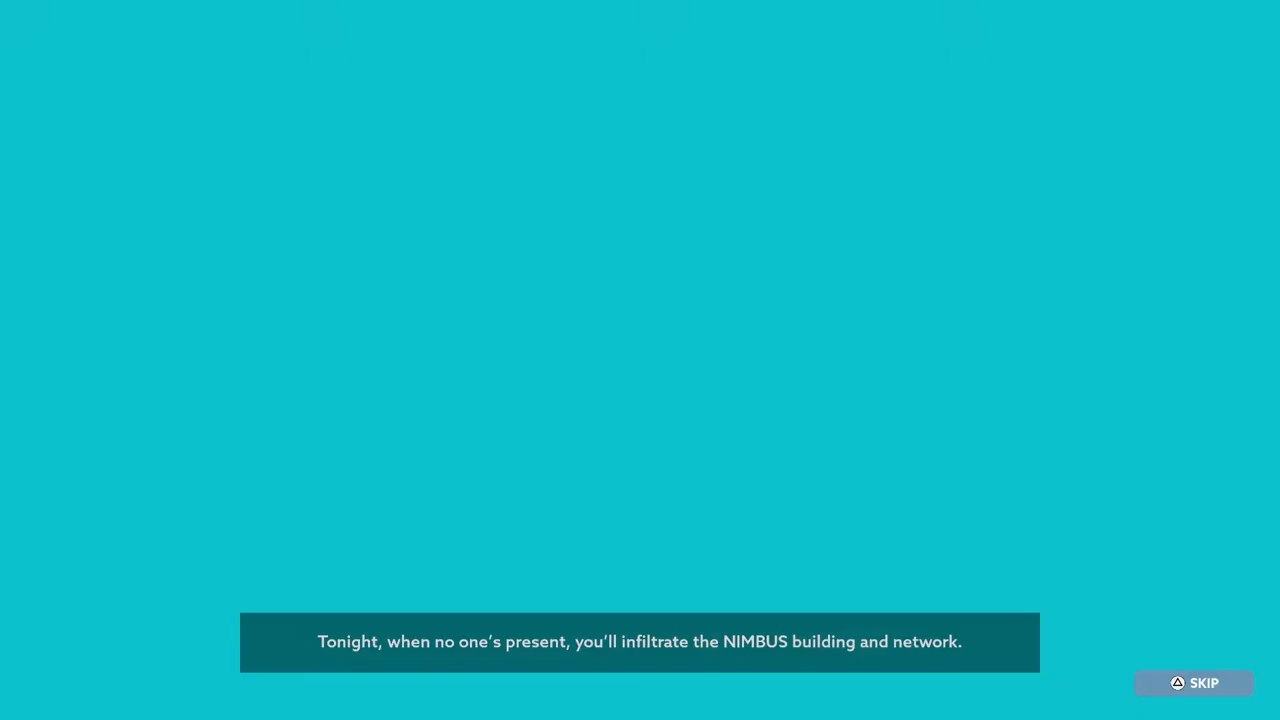 Tonight, when no one's present, you'll infiltrate the NIMBUS building and network.
SKIP